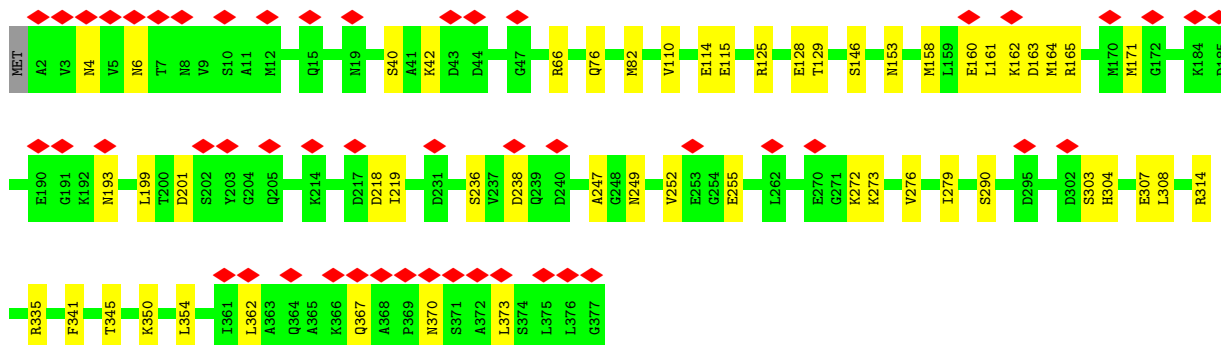 MET A2 V3 N4 V5 N6 T7 N8 V9 S10 A11 M12 Q15 N19 S40 A41 K42 D43 D44 G47 R66 Q76 M82 V110 E114 E115 R125 E128 T129 S146 N153 M158 L159 E160 L161 K162 D163 M164 R165 M170 M171 G172 K184
E190 G191 K192 N193 L199 T200 D201 S202 Y203 G204 Q205 K214 D217 D218 I219 D231 S236 V237 D238 Q239 D240 A247 G248 N249 V252 E253 G254 E255 L262 E270 G271 K272 K273 V276 I279 S290 D295 D302 S303 H304 E307 L308 R314
R335 F341 T345 K350 L354 I361 L362 A363 Q364 A365 K366 Q367 A368 P369 N370 S371 A372 L373 S374 L375 L376 G377